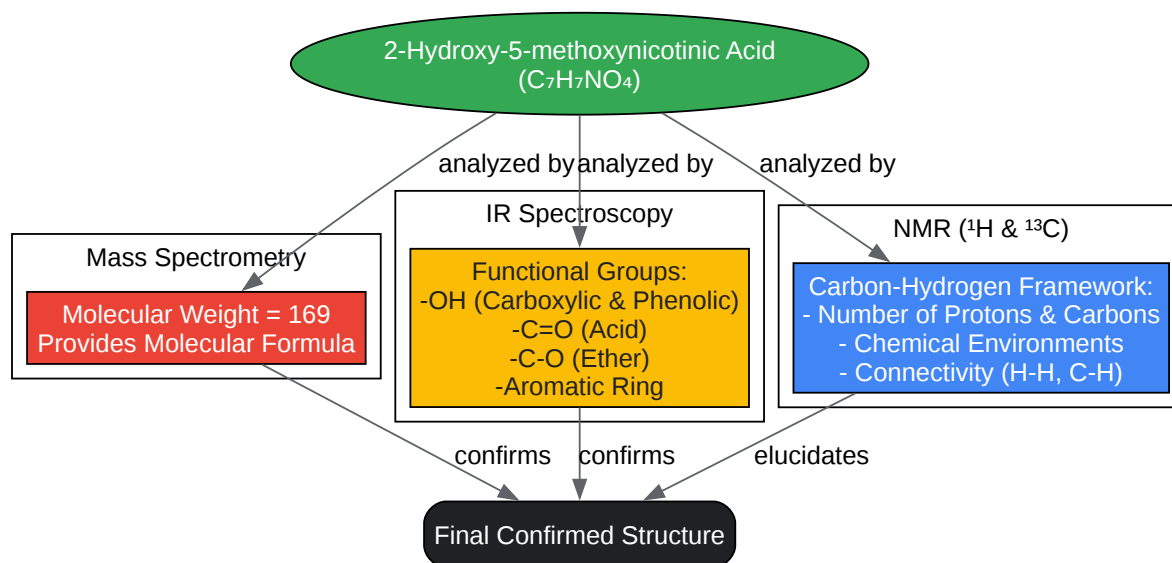 2-Hydroxy-5-methoxynicotinic Acid
(C₇H₇NO₄)
analyzed by
analyzed by
analyzed by
Mass Spectrometry
Molecular Weight = 169
Provides Molecular Formula
IR Spectroscopy
Functional Groups:
-OH (Carboxylic & Phenolic)
-C=O (Acid)
-C-O (Ether)
-Aromatic Ring
NMR (¹H & ¹³C)
Carbon-Hydrogen Framework:
- Number of Protons & Carbons
- Chemical Environments
- Connectivity (H-H, C-H)
confirms
confirms
elucidates
Final Confirmed Structure